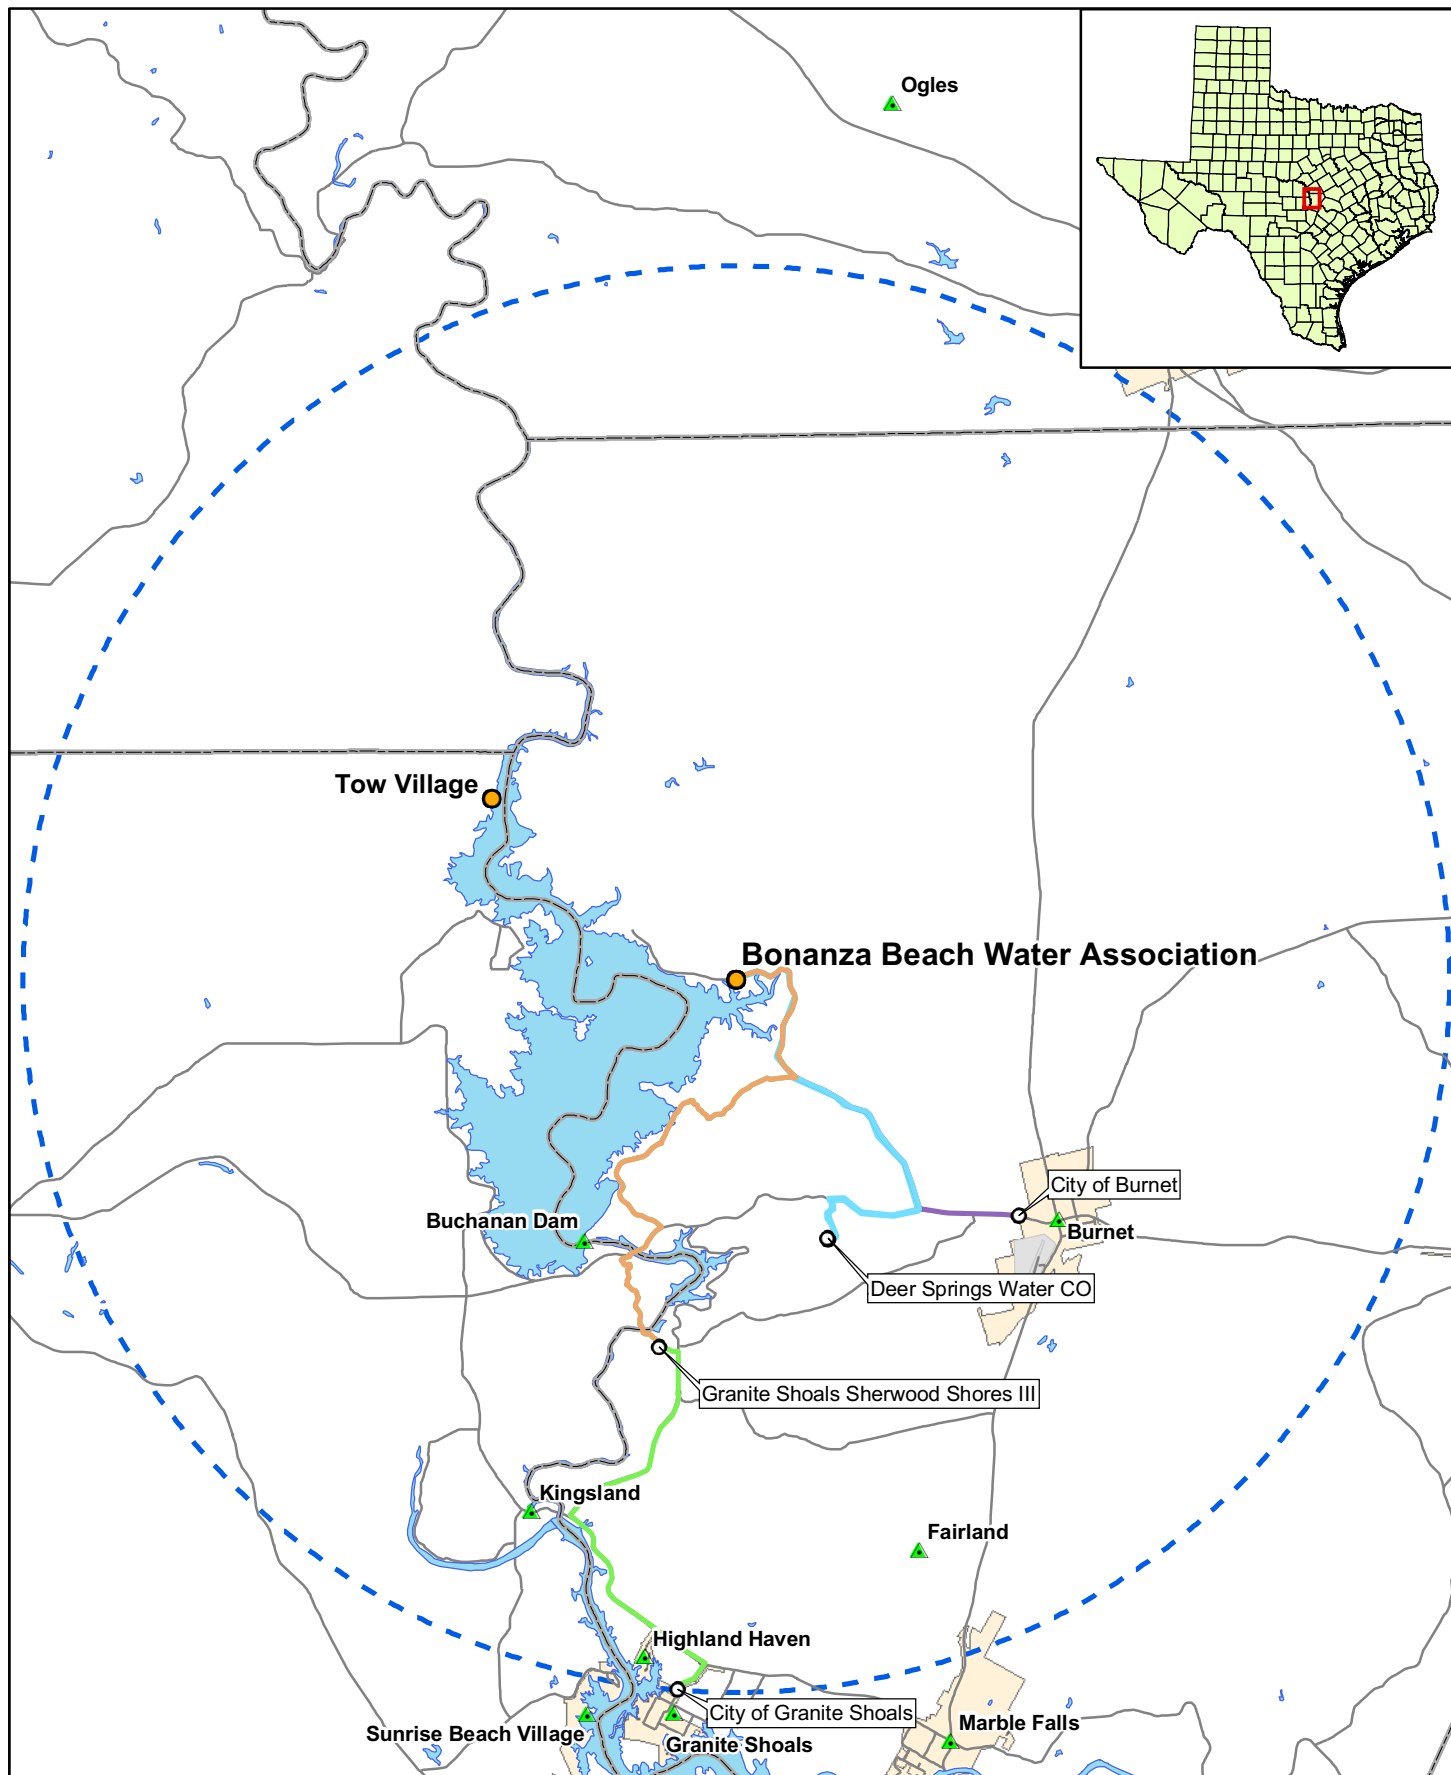 Ogles
Tow Village
Bonanza Beach Water Association
City of Burnet
Buchanan Dam
Burnet
Deer Springs Water CO
Granite Shoals Sherwood Shores III
Kingsland
Fairland
Highland Haven
City of Granite Shoals
Sunrise Beach Village
Marble Falls
Granite Shoals